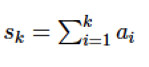 $s_k = \sum_{i=1}^{k} a_i$